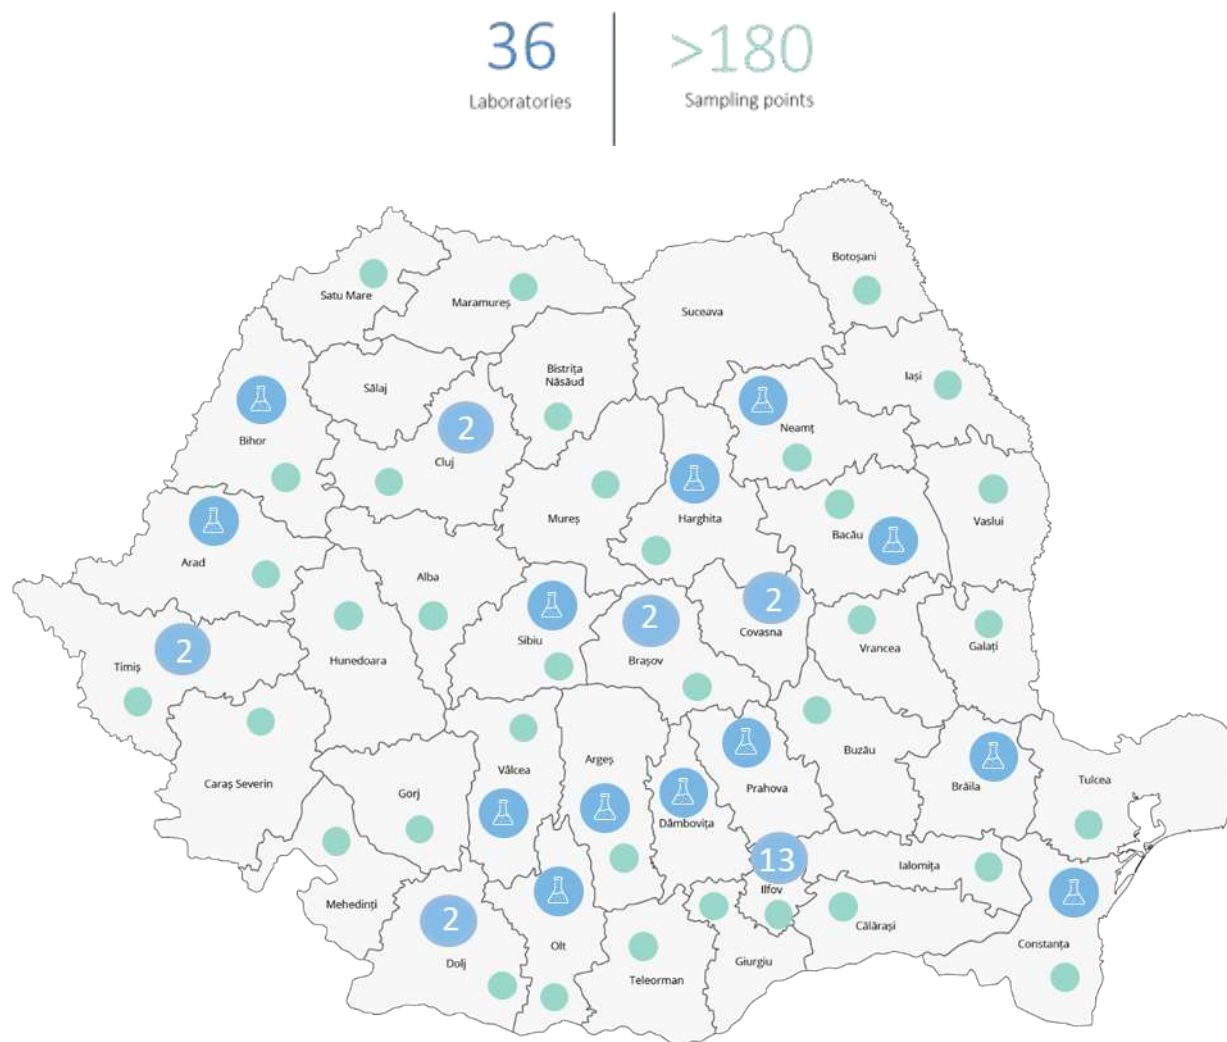 36
Laboratories
>180
Sampling points
Botoșani
Satu Mare
Maramureș
Suceava
Iași
Bistrița
Năsăud
Sălaj
2
Neamț
Bihor
Cluj
Mureș
Harghita
Vaslui
Bacău
Arad
Alba
2
2
Sibiu
Covasna
2
Timiș
Hunedoara
Brașov
Vrancea
Galați
Buzău
Argeș
Vâlcea
Caraș Severin
Gorj
Prahova
Brăila
Tulcea
Dâmbovița
13
Ialomița
Ilfov
Mehedinți
2
Călărași
Olt
Constanța
Dolj
Giurgiu
Teleorman